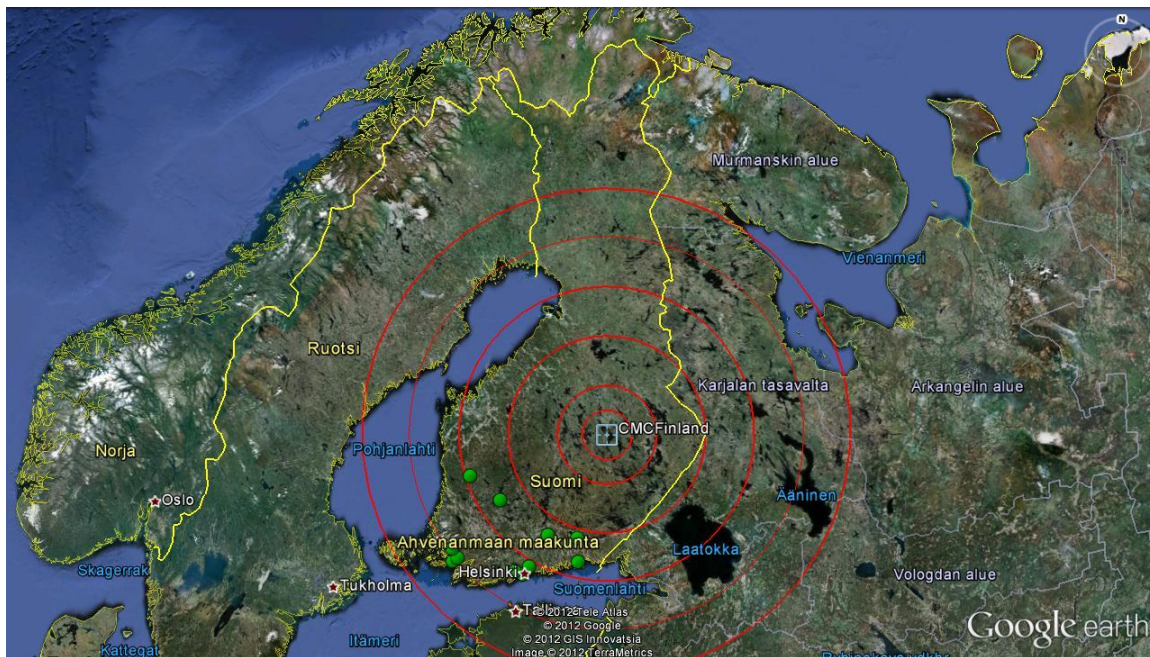 N
Murmanskin alue
Vienanmeri
Ruotsi
Karjalan tasavalta
Arkangelin alue
CMCFinland
Norja
Pohjanlahti
Suomi
Oslo
Ääninen
Ahvenanmaan maakunta
Laatokka
Skagerrak
Helsinki
Vologdan alue
Tukholma
Suomenlahti
© 2012 Tele Atlas
© 2012 Google
© 2012 GIS Innovatsia
Image © 2012 TerraMetrics
Itämeri
Kattegat
Google earth